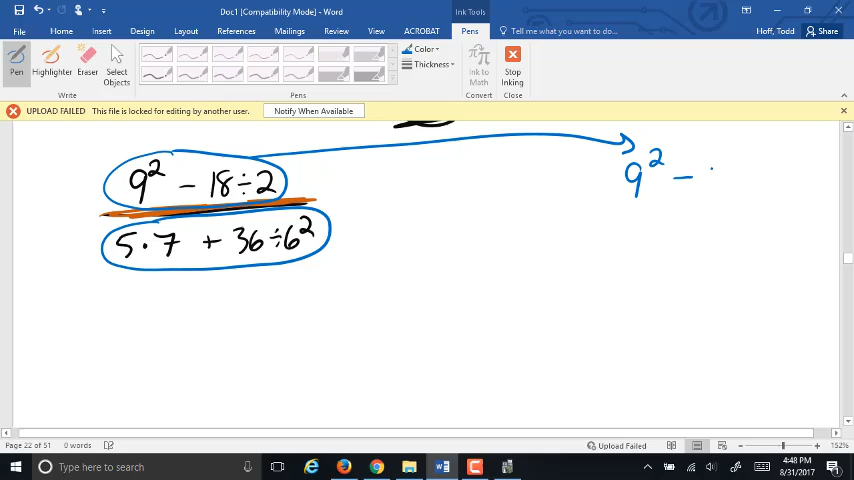 Doc1 [Compatibility Mode] - Word
Ink Tools
Hoff, Todd
File Home Insert Design Layout References Mailings Review View ACROBAT Pens Tell me what you want to do... Share
Pen Highlighter Eraser Select Objects
Color
Thickness
Ink to Math
Stop Inking
Write Pens Convert Close
UPLOAD FAILED This file is locked for editing by another user. Notify When Available
9² - 18 ÷ 2
9² -
5 · 7 + 36 ÷ 6²
Page 22 of 51 0 words Upload Failed
Type here to search
4:48 PM
8/31/2017